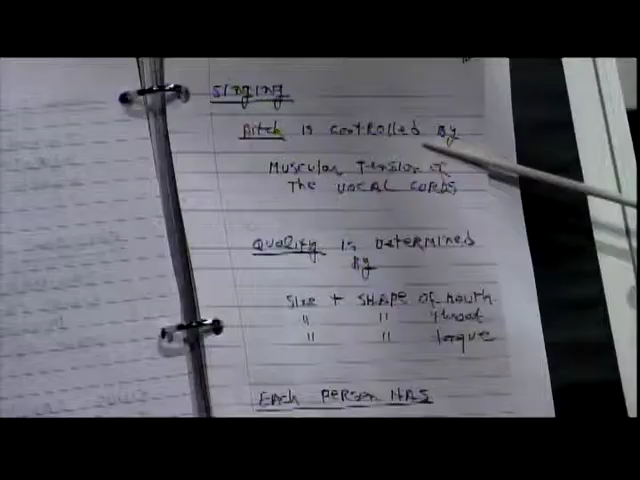 Singing
Pitch is controlled By
Muscular Tension of
The Vocal Cords
Quality is Determined
By
Size + Shape of mouth
" " Throat
" " Tongue
Each person HAS